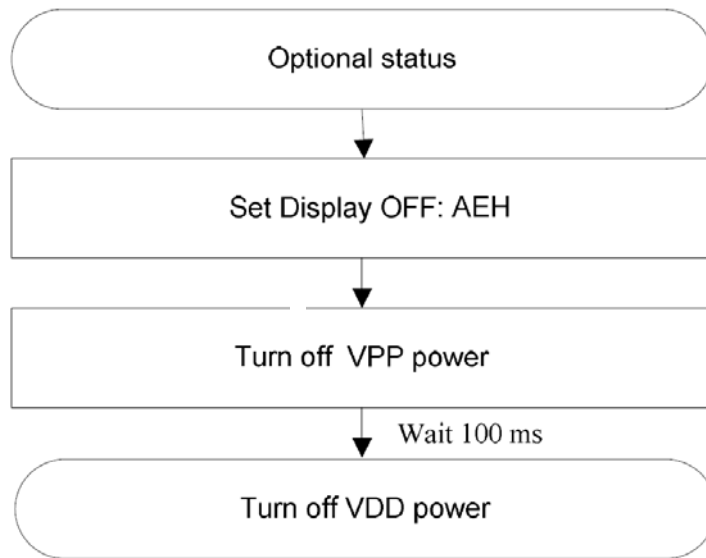 Optional status
Set Display OFF: AEH
Turn off VPP power
Wait 100 ms
Turn off VDD power